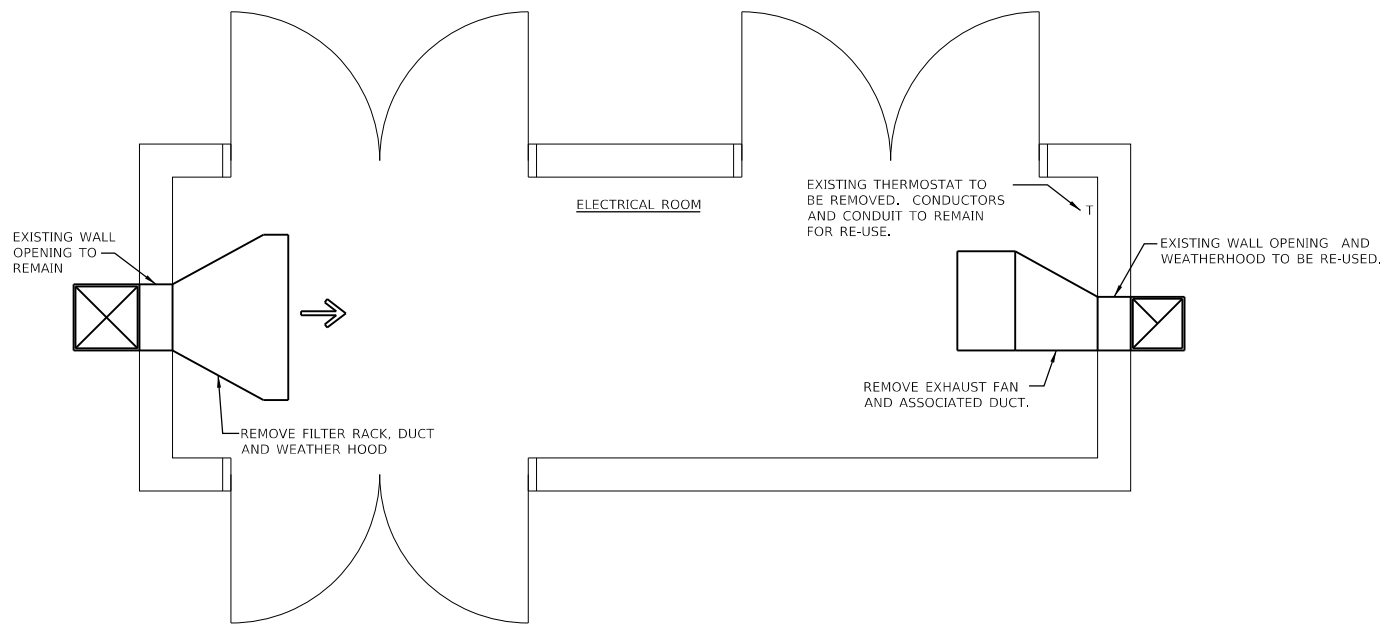 ELECTRICAL ROOM
EXISTING THERMOSTAT TO
BE REMOVED. CONDUCTORS
AND CONDUIT TO REMAIN
FOR RE-USE.
T
EXISTING WALL
OPENING TO
REMAIN
EXISTING WALL OPENING AND
WEATHERHOOD TO BE RE-USED.
REMOVE EXHAUST FAN
AND ASSOCIATED DUCT.
REMOVE FILTER RACK, DUCT
AND WEATHER HOOD